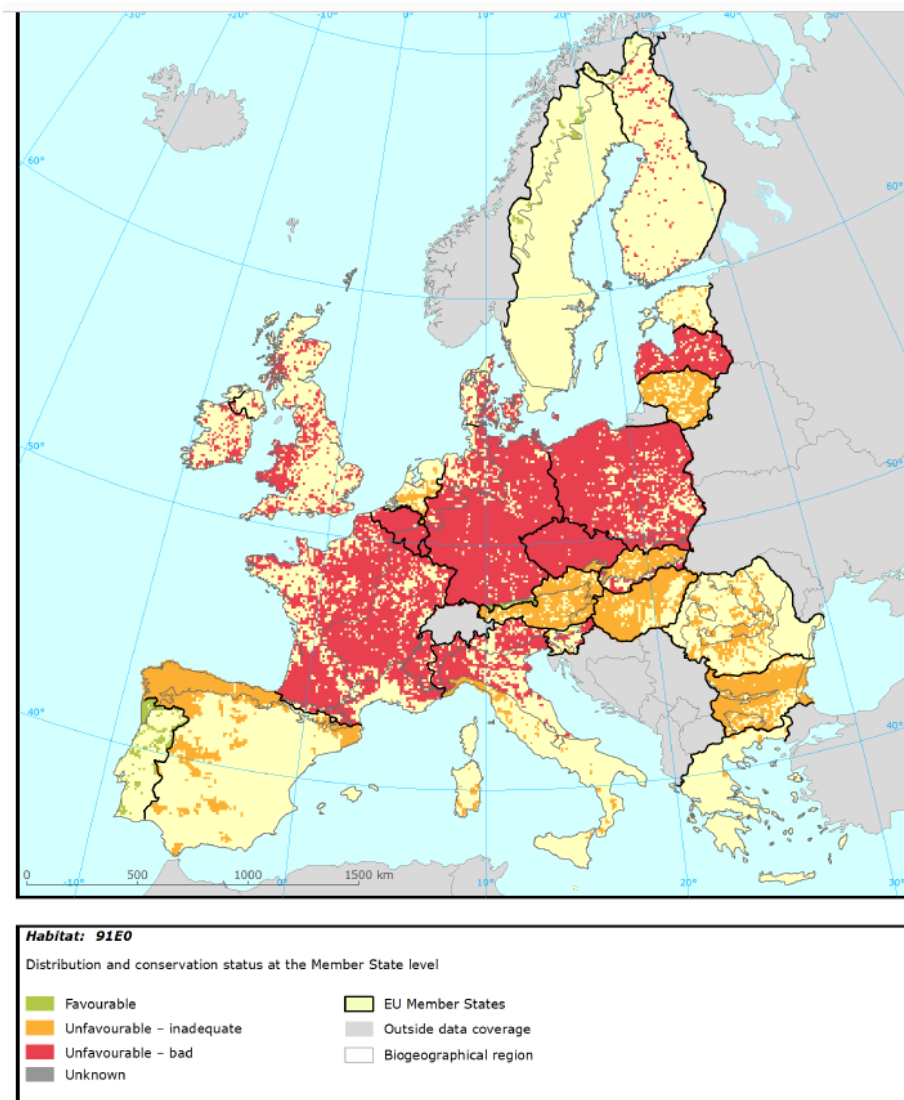 -30° -20° -10° 0° 10° 20° 30° 40° 50°
60° 60°
50° 50°
40° 40°
0 500 1000 1500 km
-10° 0° 10° 20° 30°
Habitat: 91E0
Distribution and conservation status at the Member State level
Favourable
Unfavourable – inadequate
Unfavourable – bad
Unknown
EU Member States
Outside data coverage
Biogeographical region